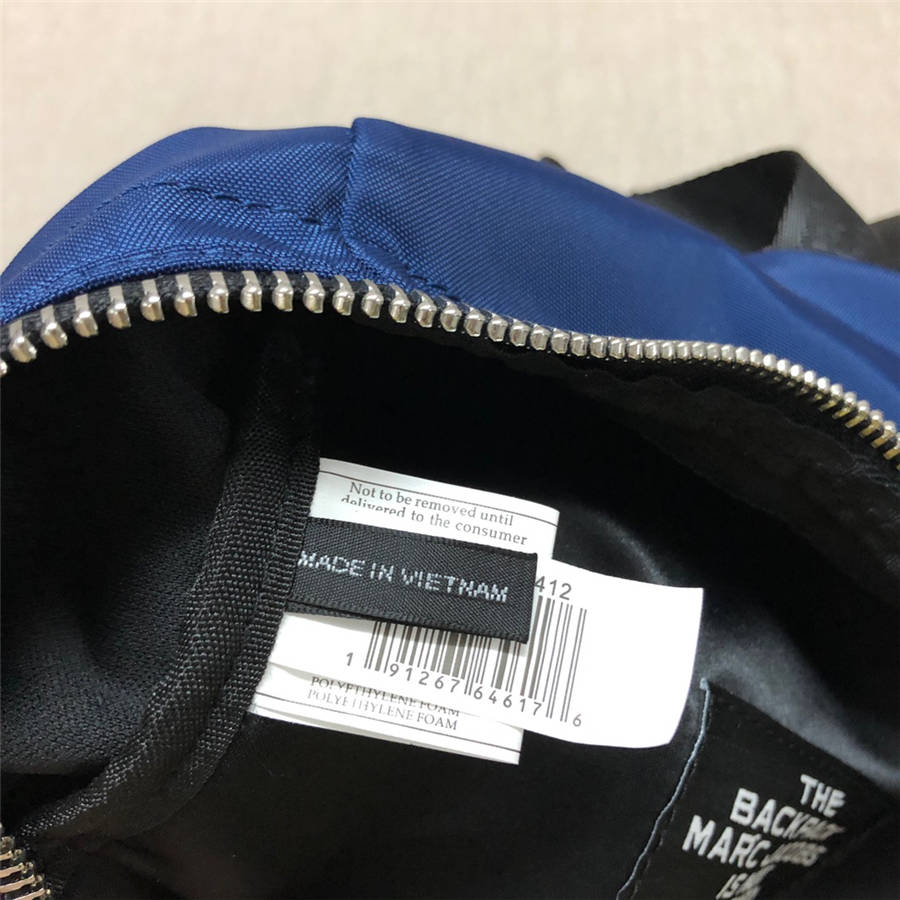 Not to be removed until
delivered to the consumer
MADE IN VIETNAM
412
1 91267 64617 6
POLYETHYLENE FOAM
POLYETHYLENE FOAM
THE
MARC